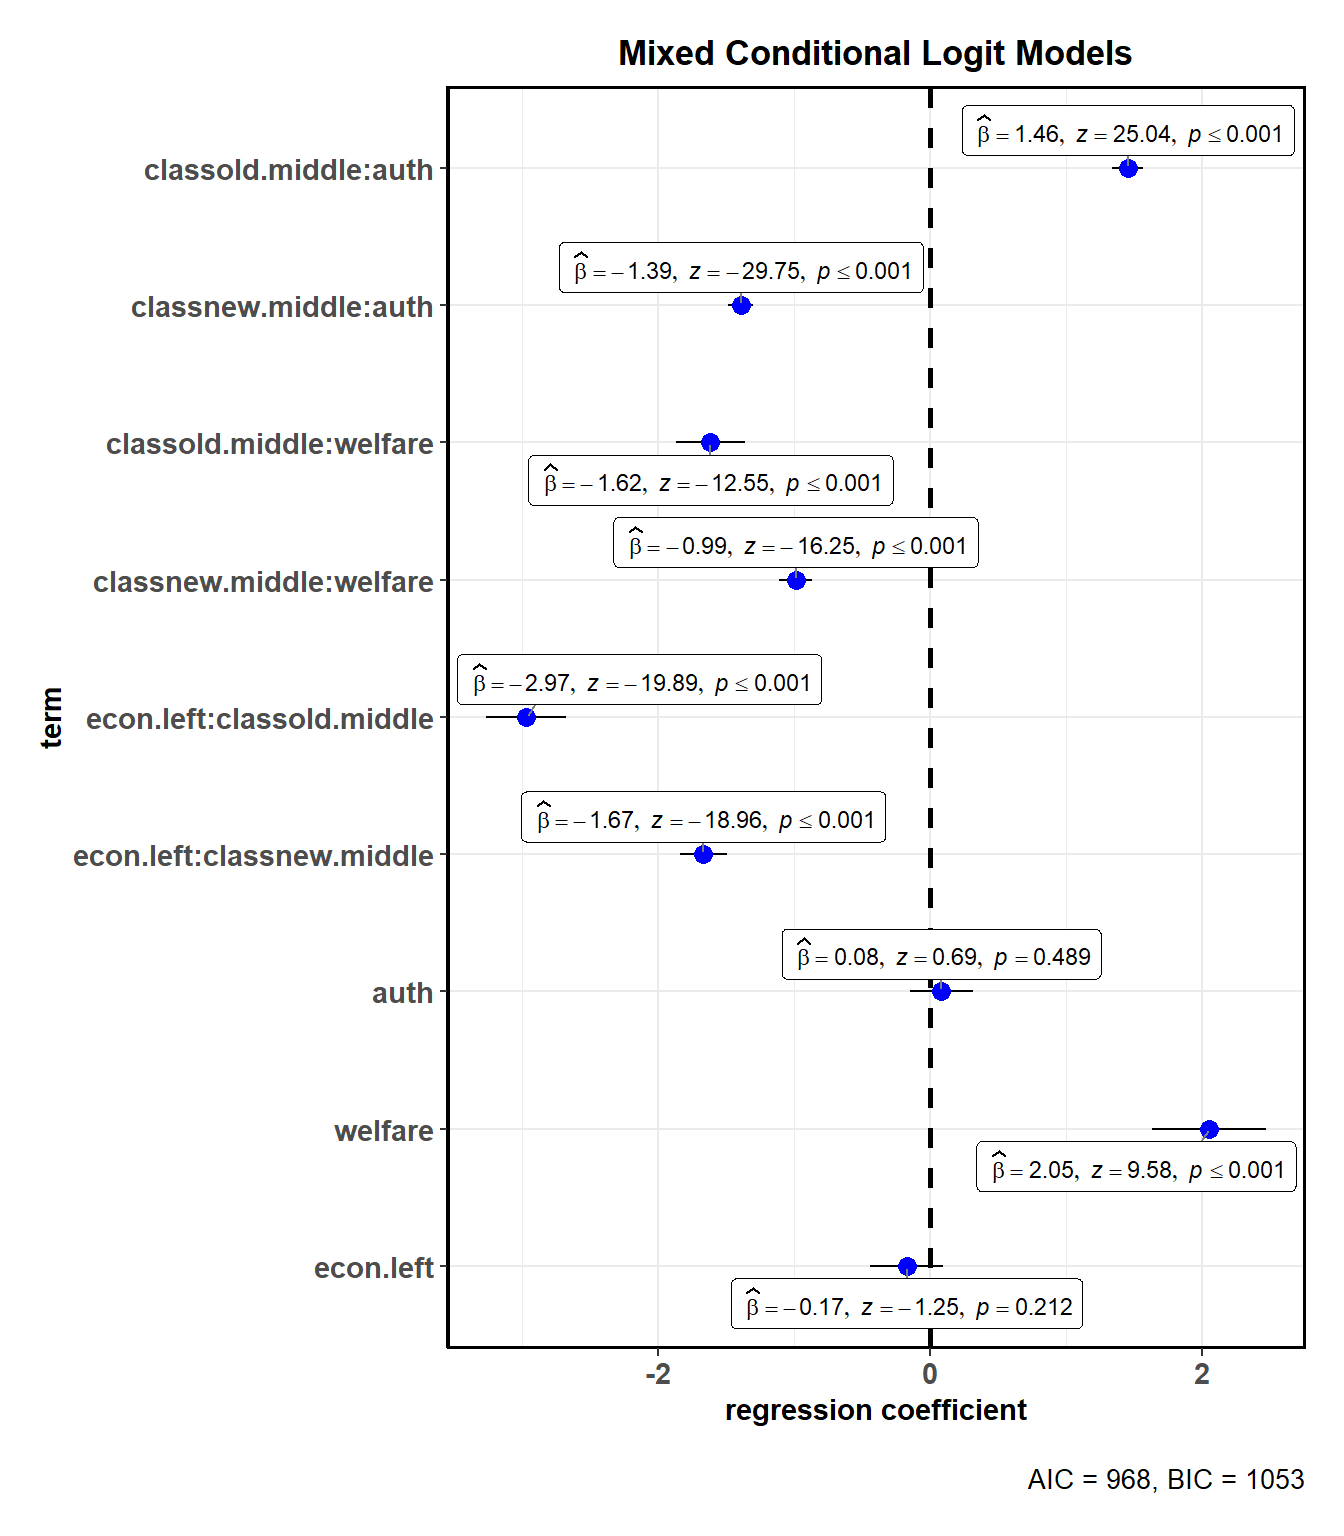 Mixed Conditional Logit Models
classold.middle:auth
β̂ = 1.46, z = 25.04, p ≤ 0.001
classnew.middle:auth
β̂ = −1.39, z = −29.75, p ≤ 0.001
classold.middle:welfare
β̂ = −1.62, z = −12.55, p ≤ 0.001
classnew.middle:welfare
β̂ = −0.99, z = −16.25, p ≤ 0.001
econ.left:classold.middle
β̂ = −2.97, z = −19.89, p ≤ 0.001
econ.left:classnew.middle
β̂ = −1.67, z = −18.96, p ≤ 0.001
auth
β̂ = 0.08, z = 0.69, p = 0.489
welfare
β̂ = 2.05, z = 9.58, p ≤ 0.001
econ.left
β̂ = −0.17, z = −1.25, p = 0.212
term
-2 0 2
regression coefficient
AIC = 968, BIC = 1053